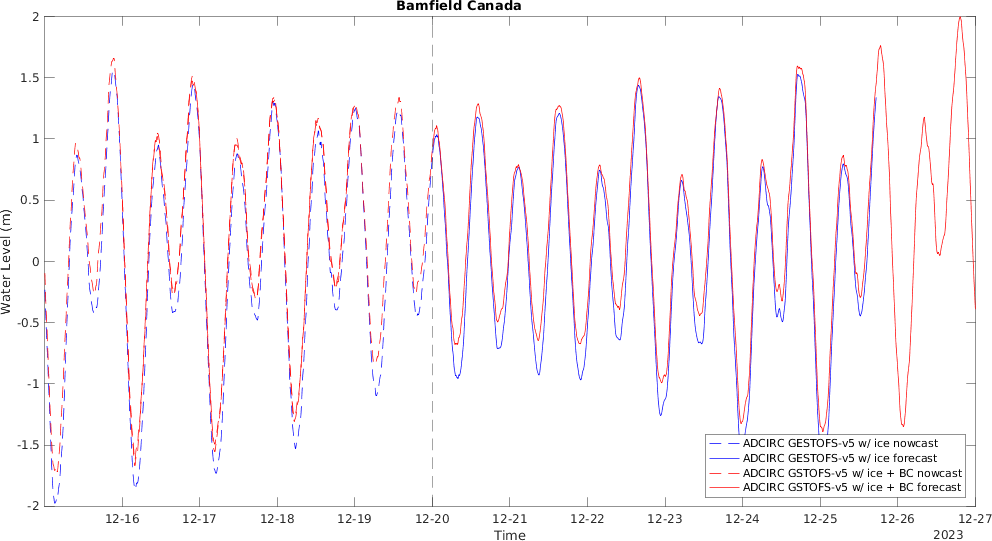 Bamfield Canada
2
1.5
1
0.5
0
-0.5
-1
-1.5
-2
Water Level (m)
12-16 12-17 12-18 12-19 12-20 12-21 12-22 12-23 12-24 12-25 12-26 12-27
Time
2023
ADCIRC GESTOFS-v5 w/ ice nowcast
ADCIRC GESTOFS-v5 w/ ice forecast
ADCIRC GSTOFS-v5 w/ ice + BC nowcast
ADCIRC GSTOFS-v5 w/ ice + BC forecast